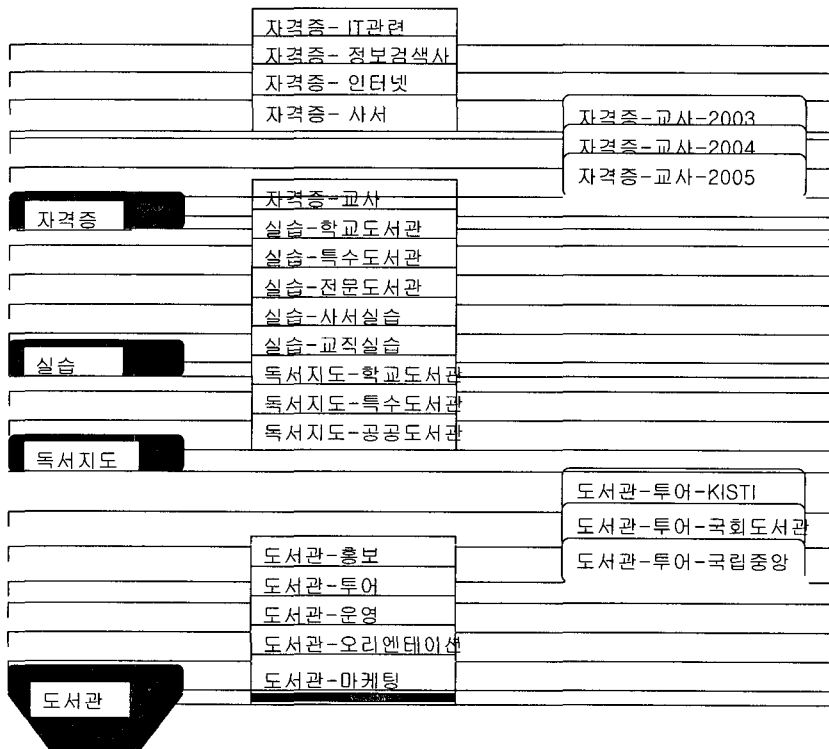 자격증- IT관련
자격증- 정보검색사
자격증- 인터넷
자격증- 사서
자격증-교사-2003
자격증-교사-2004
자격증-교사-2005
자격증-교사
자격증
실습-학교도서관
실습-특수도서관
실습-전문도서관
실습-사서실습
실습-교직실습
실습
독서지도-학교도서관
독서지도-특수도서관
독서지도-공공도서관
독서지도
도서관-투어-KISTI
도서관-투어-국회도서관
도서관-투어-국립중앙
도서관-홍보
도서관-투어
도서관-운영
도서관-오리엔테이션
도서관-마케팅
도서관